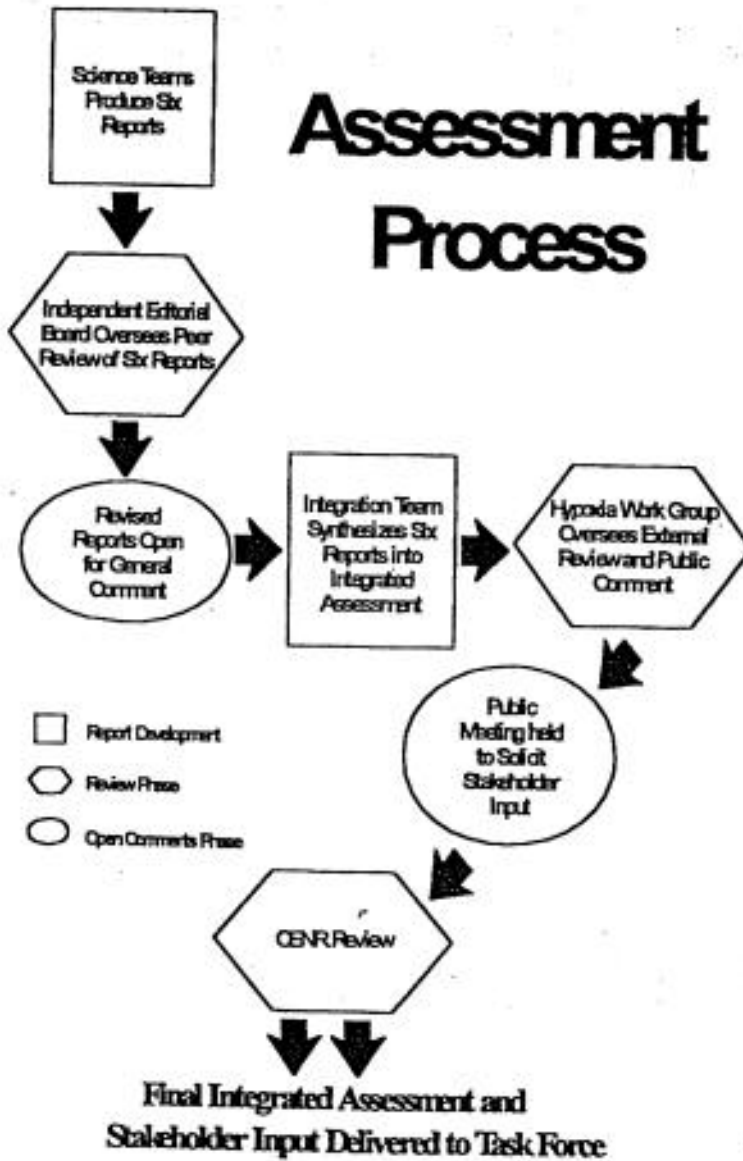 Assessment
Process
Science Teams
Produce Six
Reports
Independent Editorial
Board Oversees Peer
Review of Six Reports
Revised
Reports Open
for General
Comment
Integration Team
Synthesizes Six
Reports into
Integrated
Assessment
Hypoxia Work Group
Oversees External
Review and Public
Comment
Public
Meeting held
to Solicit
Stakeholder
Input
Report Development
Review Phase
Open Comments Phase
CENR Review
Final Integrated Assessment and
Stakeholder Input Delivered to Task Force